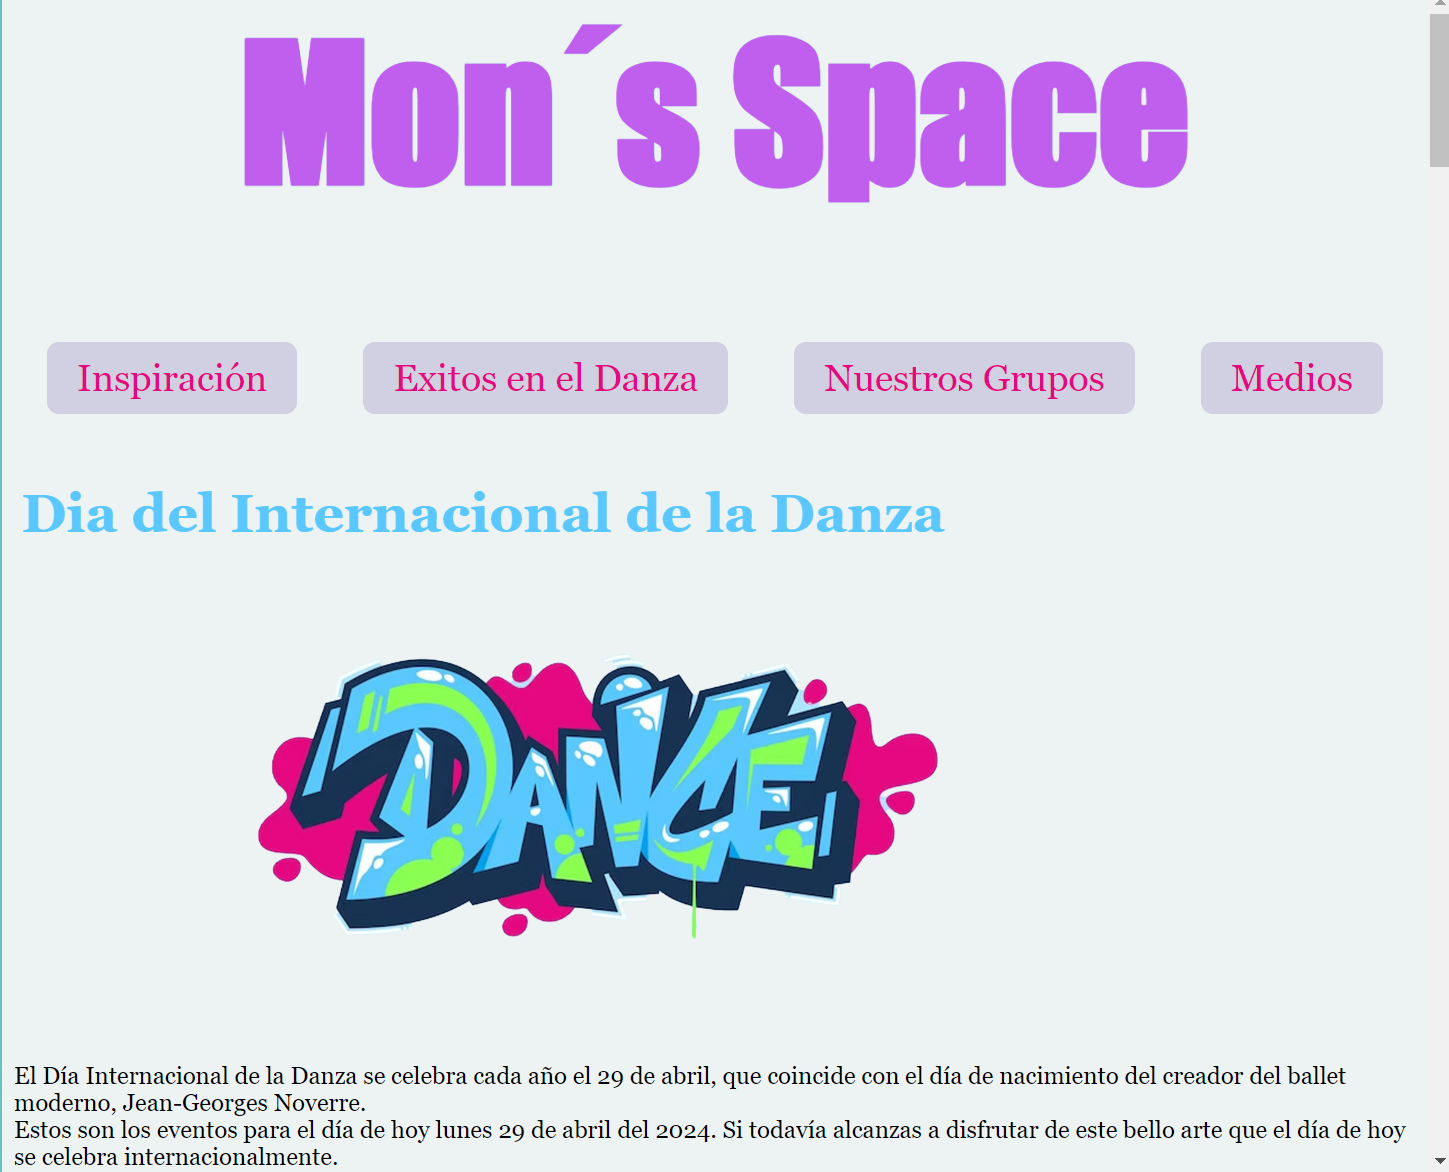 Mon´s Space
Inspiración Exitos en el Danza Nuestros Grupos Medios
Dia del Internacional de la Danza
DANCE
El Día Internacional de la Danza se celebra cada año el 29 de abril, que coincide con el día de nacimiento del creador del ballet
moderno, Jean-Georges Noverre.
Estos son los eventos para el día de hoy lunes 29 de abril del 2024. Si todavía alcanzas a disfrutar de este bello arte que el día de hoy
se celebra internacionalmente.